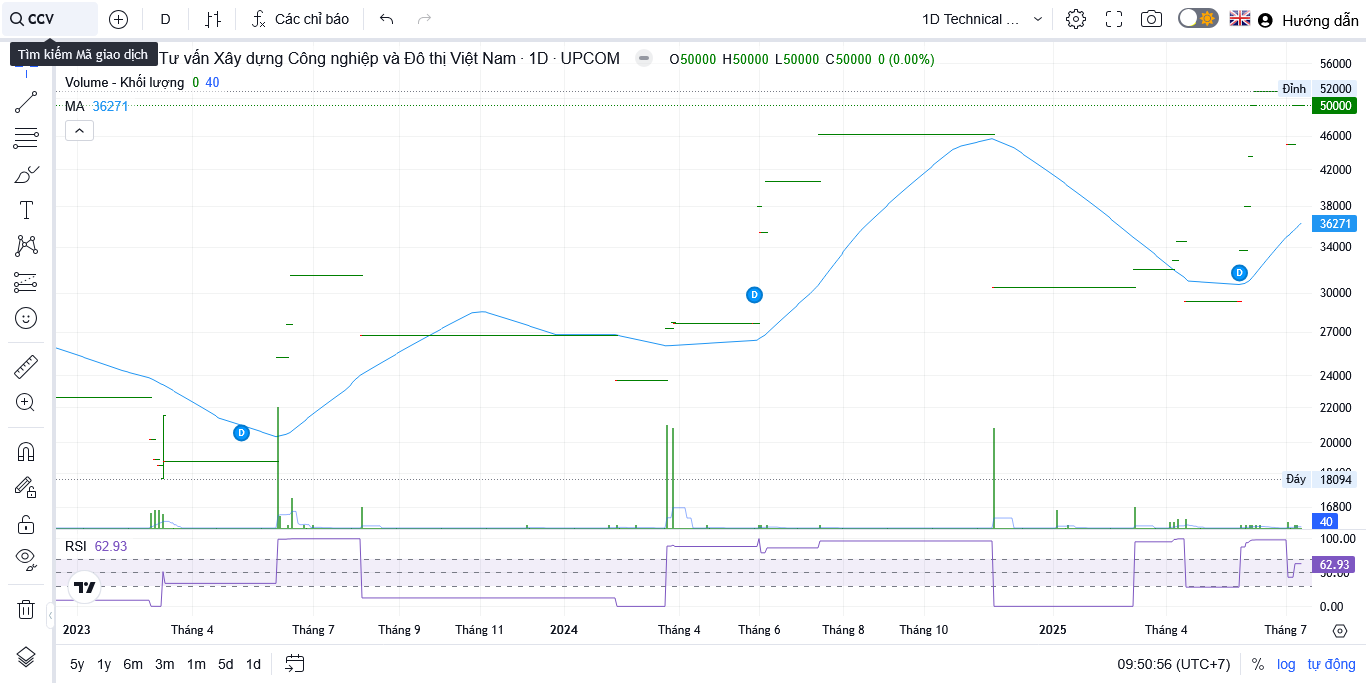 CCV
D
Các chỉ báo
1D Technical ...
Hướng dẫn
Tìm kiếm Mã giao dịch
Tư vấn Xây dựng Công nghiệp và Đô thị Việt Nam · 1D · UPCOM
O50000 H50000 L50000 C50000 0 (0.00%)
Volume - Khối lượng 0 40
MA 36271
56000
Đỉnh 52000
50000
46000
42000
38000
36271
34000
30000
27000
24000
22000
20000
Đáy 18094
16800
40
D
D
D
RSI 62.93
100.00
62.93
50.00
0.00
2023 Tháng 4 Tháng 7 Tháng 9 Tháng 11 2024 Tháng 4 Tháng 6 Tháng 8 Tháng 10 2025 Tháng 4 Tháng 7
5y 1y 6m 3m 1m 5d 1d
09:50:56 (UTC+7) % log tự động